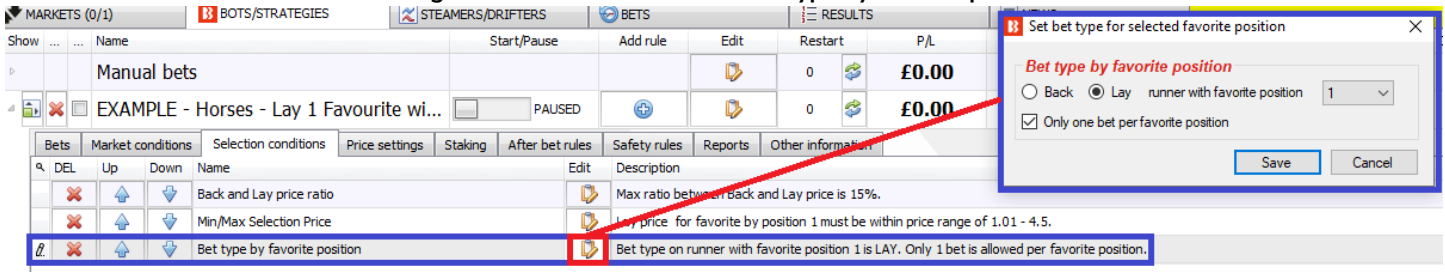 MARKETS (0/1) BOTS/STRATEGIES STEAMERS/DRIFTERS BETS RESULTS
Show ... ... Name Start/Pause Add rule Edit Restart P/L
Manual bets 0 £0.00
EXAMPLE - Horses - Lay 1 Favourite wi... PAUSED 0 £0.00
Bets Market conditions Selection conditions Price settings Staking After bet rules Safety rules Reports Other information
DEL Up Down Name Edit Description
Back and Lay price ratio Max ratio between Back and Lay price is 15%.
Min/Max Selection Price Lay price for favorite by position 1 must be within price range of 1.01 - 4.5.
Bet type by favorite position Bet type on runner with favorite position 1 is LAY. Only 1 bet is allowed per favorite position.
Set bet type for selected favorite position
Bet type by favorite position
Back Lay runner with favorite position 1
Only one bet per favorite position
Save Cancel